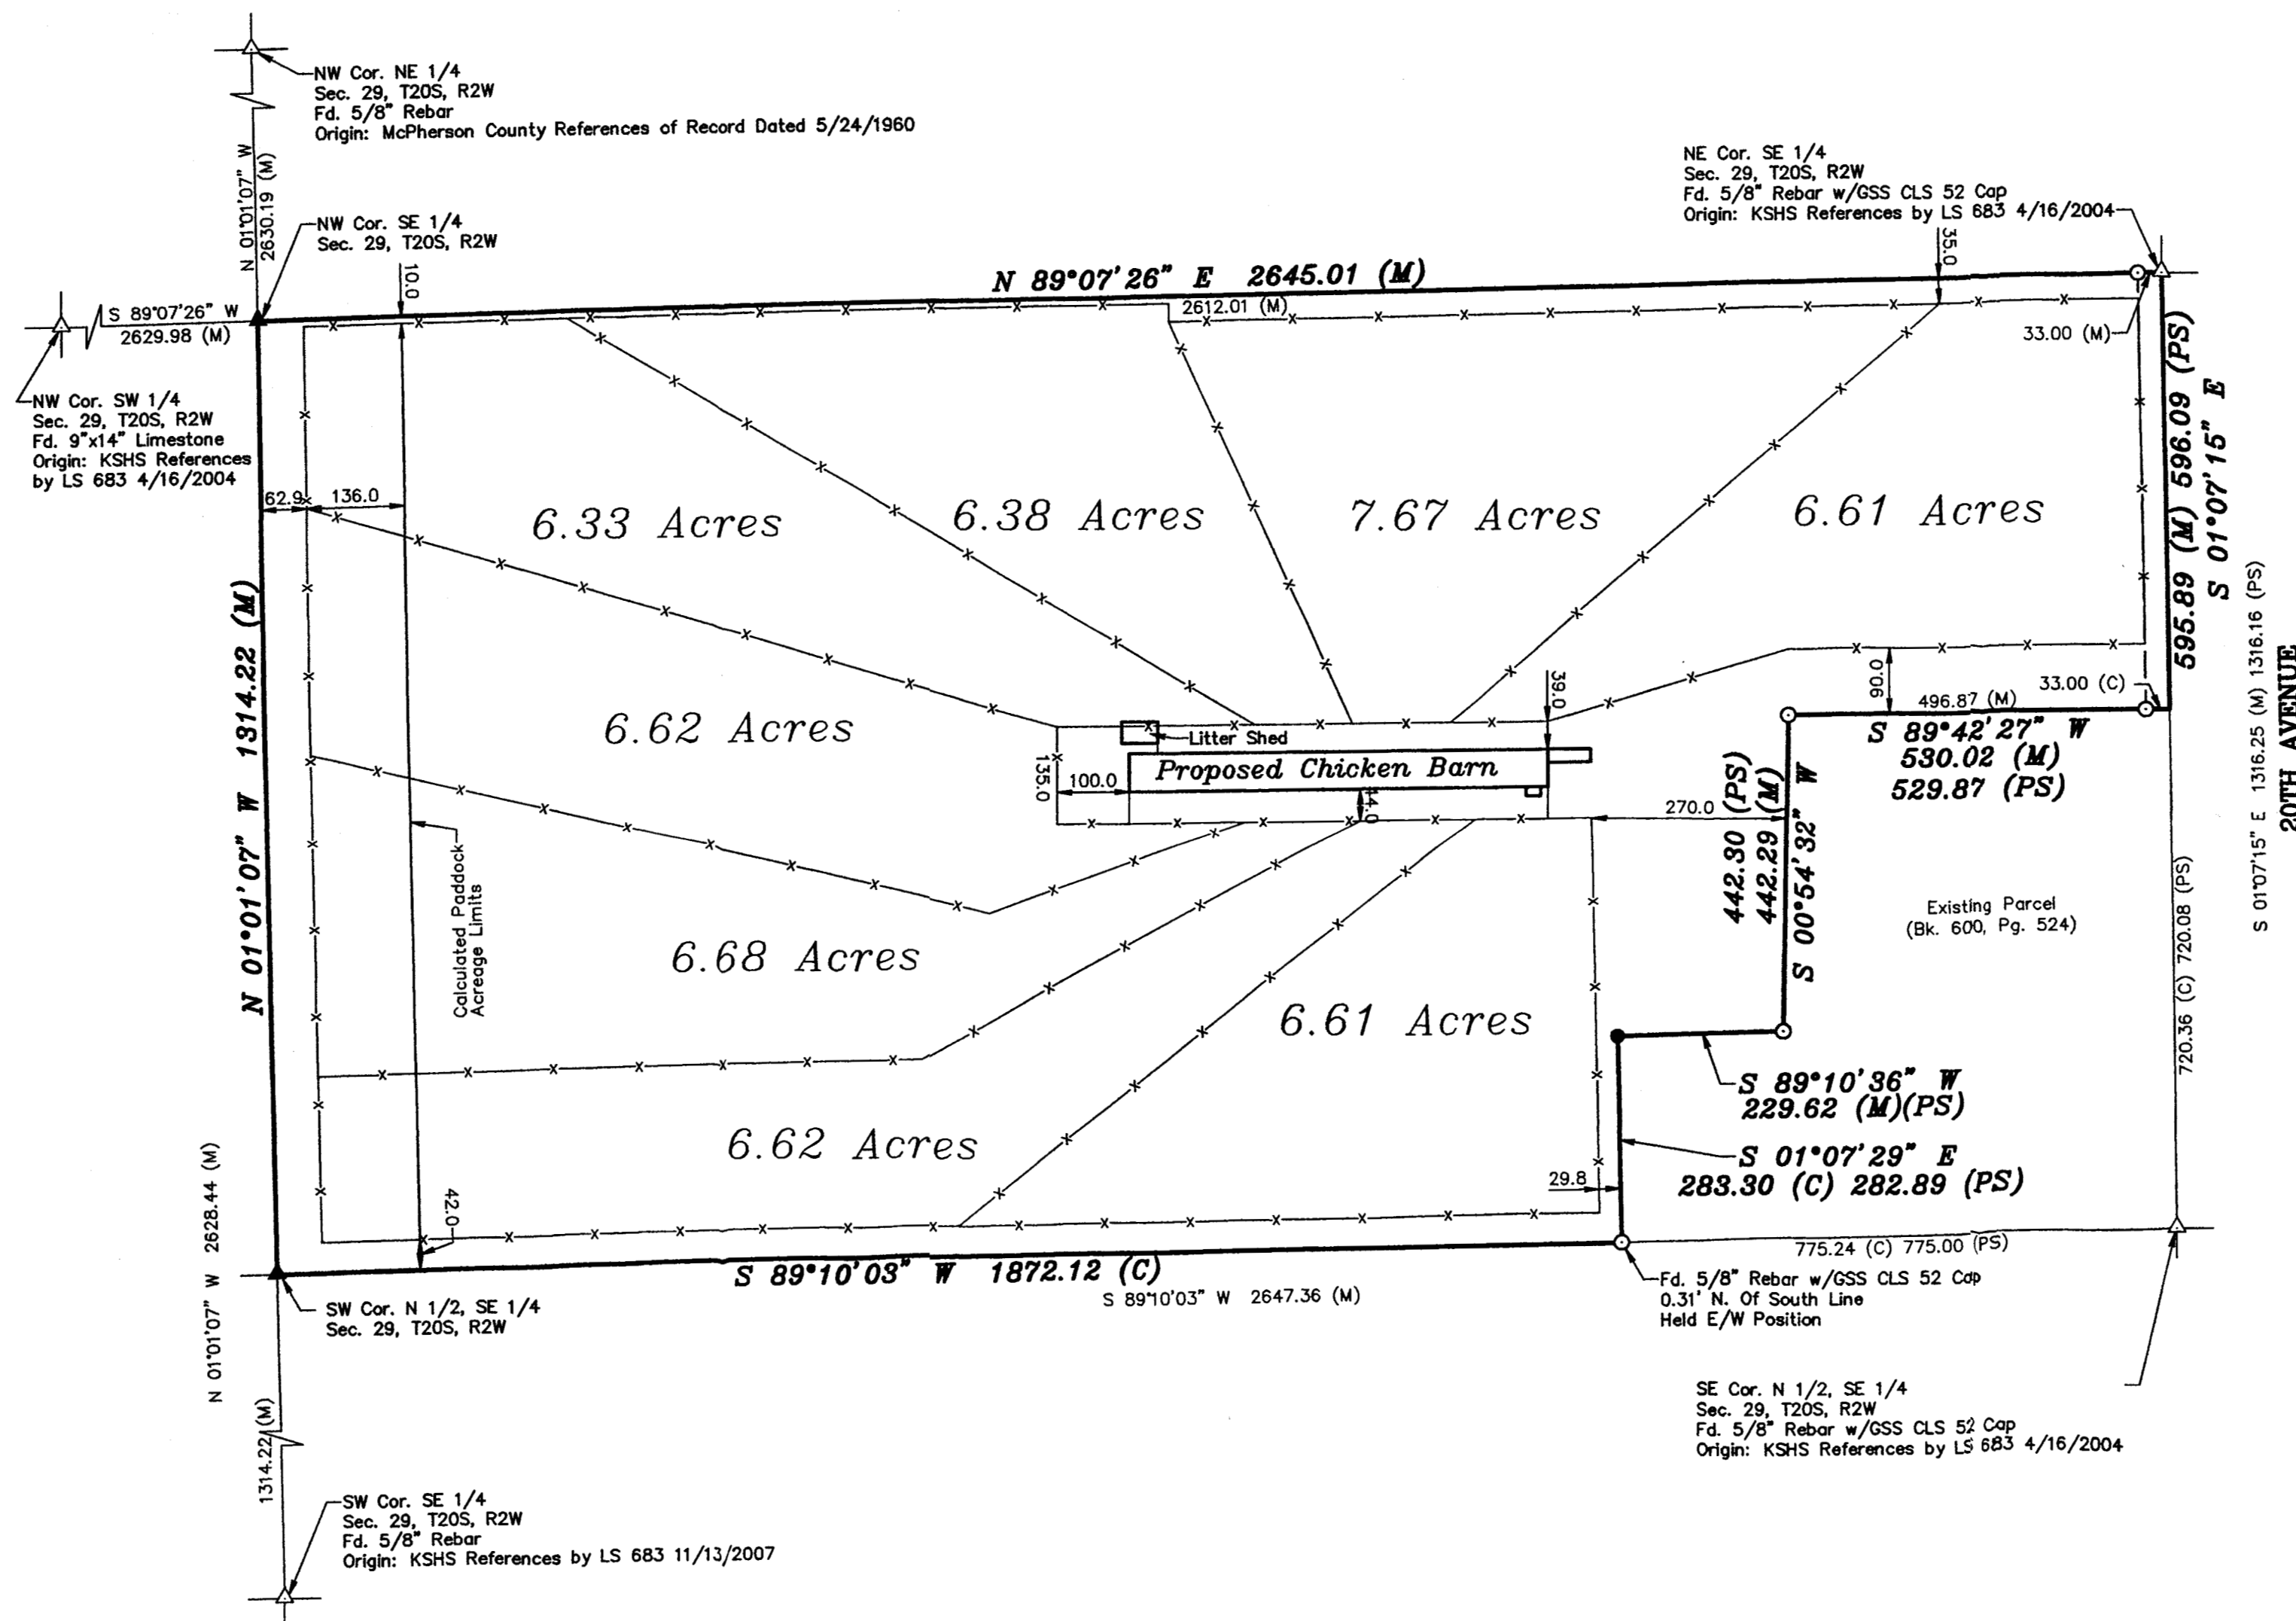 NW Cor. NE 1/4
Sec. 29, T20S, R2W
Fd. 5/8" Rebar
Origin: McPherson County References of Record Dated 5/24/1960
N 01°01'07" W
2630.19 (M)
NW Cor. SE 1/4
Sec. 29, T20S, R2W
NE Cor. SE 1/4
Sec. 29, T20S, R2W
Fd. 5/8" Rebar w/GSS CLS 52 Cap
Origin: KSHS References by LS 683 4/16/2004
S 89°07'26" W
2629.98 (M)
10.0
N 89°07'26" E 2645.01 (M)
2612.01 (M)
35.0
33.00 (M)
NW Cor. SW 1/4
Sec. 29, T20S, R2W
Fd. 9"x14" Limestone
Origin: KSHS References
by LS 683 4/16/2004
62.9
136.0
6.33 Acres
6.38 Acres
7.67 Acres
6.61 Acres
595.89 (M) 596.09 (PS)
S 01°07'15" E
S 01°07'15" E 1316.25 (M) 1316.16 (PS)
20TH AVENUE
N 01°01'07" W 1314.22 (M)
6.62 Acres
Litter Shed
Proposed Chicken Barn
39.0
135.0
100.0
44.0
270.0
90.0
33.00 (C)
496.87 (M)
S 89°42'27" W
530.02 (M)
529.87 (PS)
442.30 (PS)
442.29 (M)
S 00°54'32" W
Existing Parcel
(Bk. 600, Pg. 524)
720.36 (C) 720.08 (PS)
Calculated Paddock
Acreage Limits
6.68 Acres
6.61 Acres
6.62 Acres
S 89°10'36" W
229.62 (M)(PS)
S 01°07'29" E
283.30 (C) 282.89 (PS)
29.8
42.0
N 01°01'07" W 2628.44 (M)
S 89°10'03" W 1872.12 (C)
S 89°10'03" W 2647.36 (M)
775.24 (C) 775.00 (PS)
Fd. 5/8" Rebar w/GSS CLS 52 Cap
0.31' N. Of South Line
Held E/W Position
SW Cor. N 1/2, SE 1/4
Sec. 29, T20S, R2W
SE Cor. N 1/2, SE 1/4
Sec. 29, T20S, R2W
Fd. 5/8" Rebar w/GSS CLS 52 Cap
Origin: KSHS References by LS 683 4/16/2004
1314.22 (M)
SW Cor. SE 1/4
Sec. 29, T20S, R2W
Fd. 5/8" Rebar
Origin: KSHS References by LS 683 11/13/2007